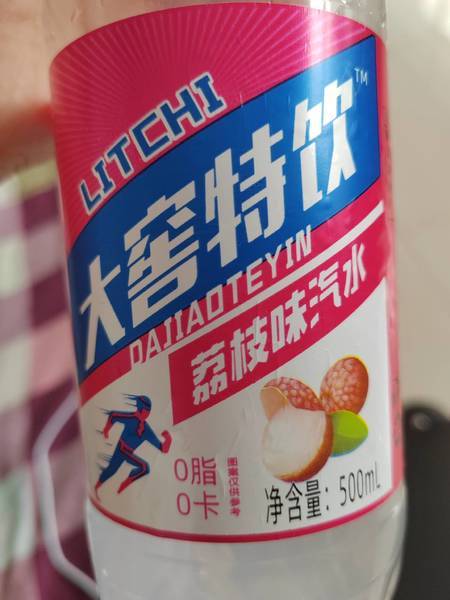 LITCHI
大窖特饮™
DAJIAOTEYIN
荔枝味汽水
0脂
0卡
图案仅供参考
净含量：500mL